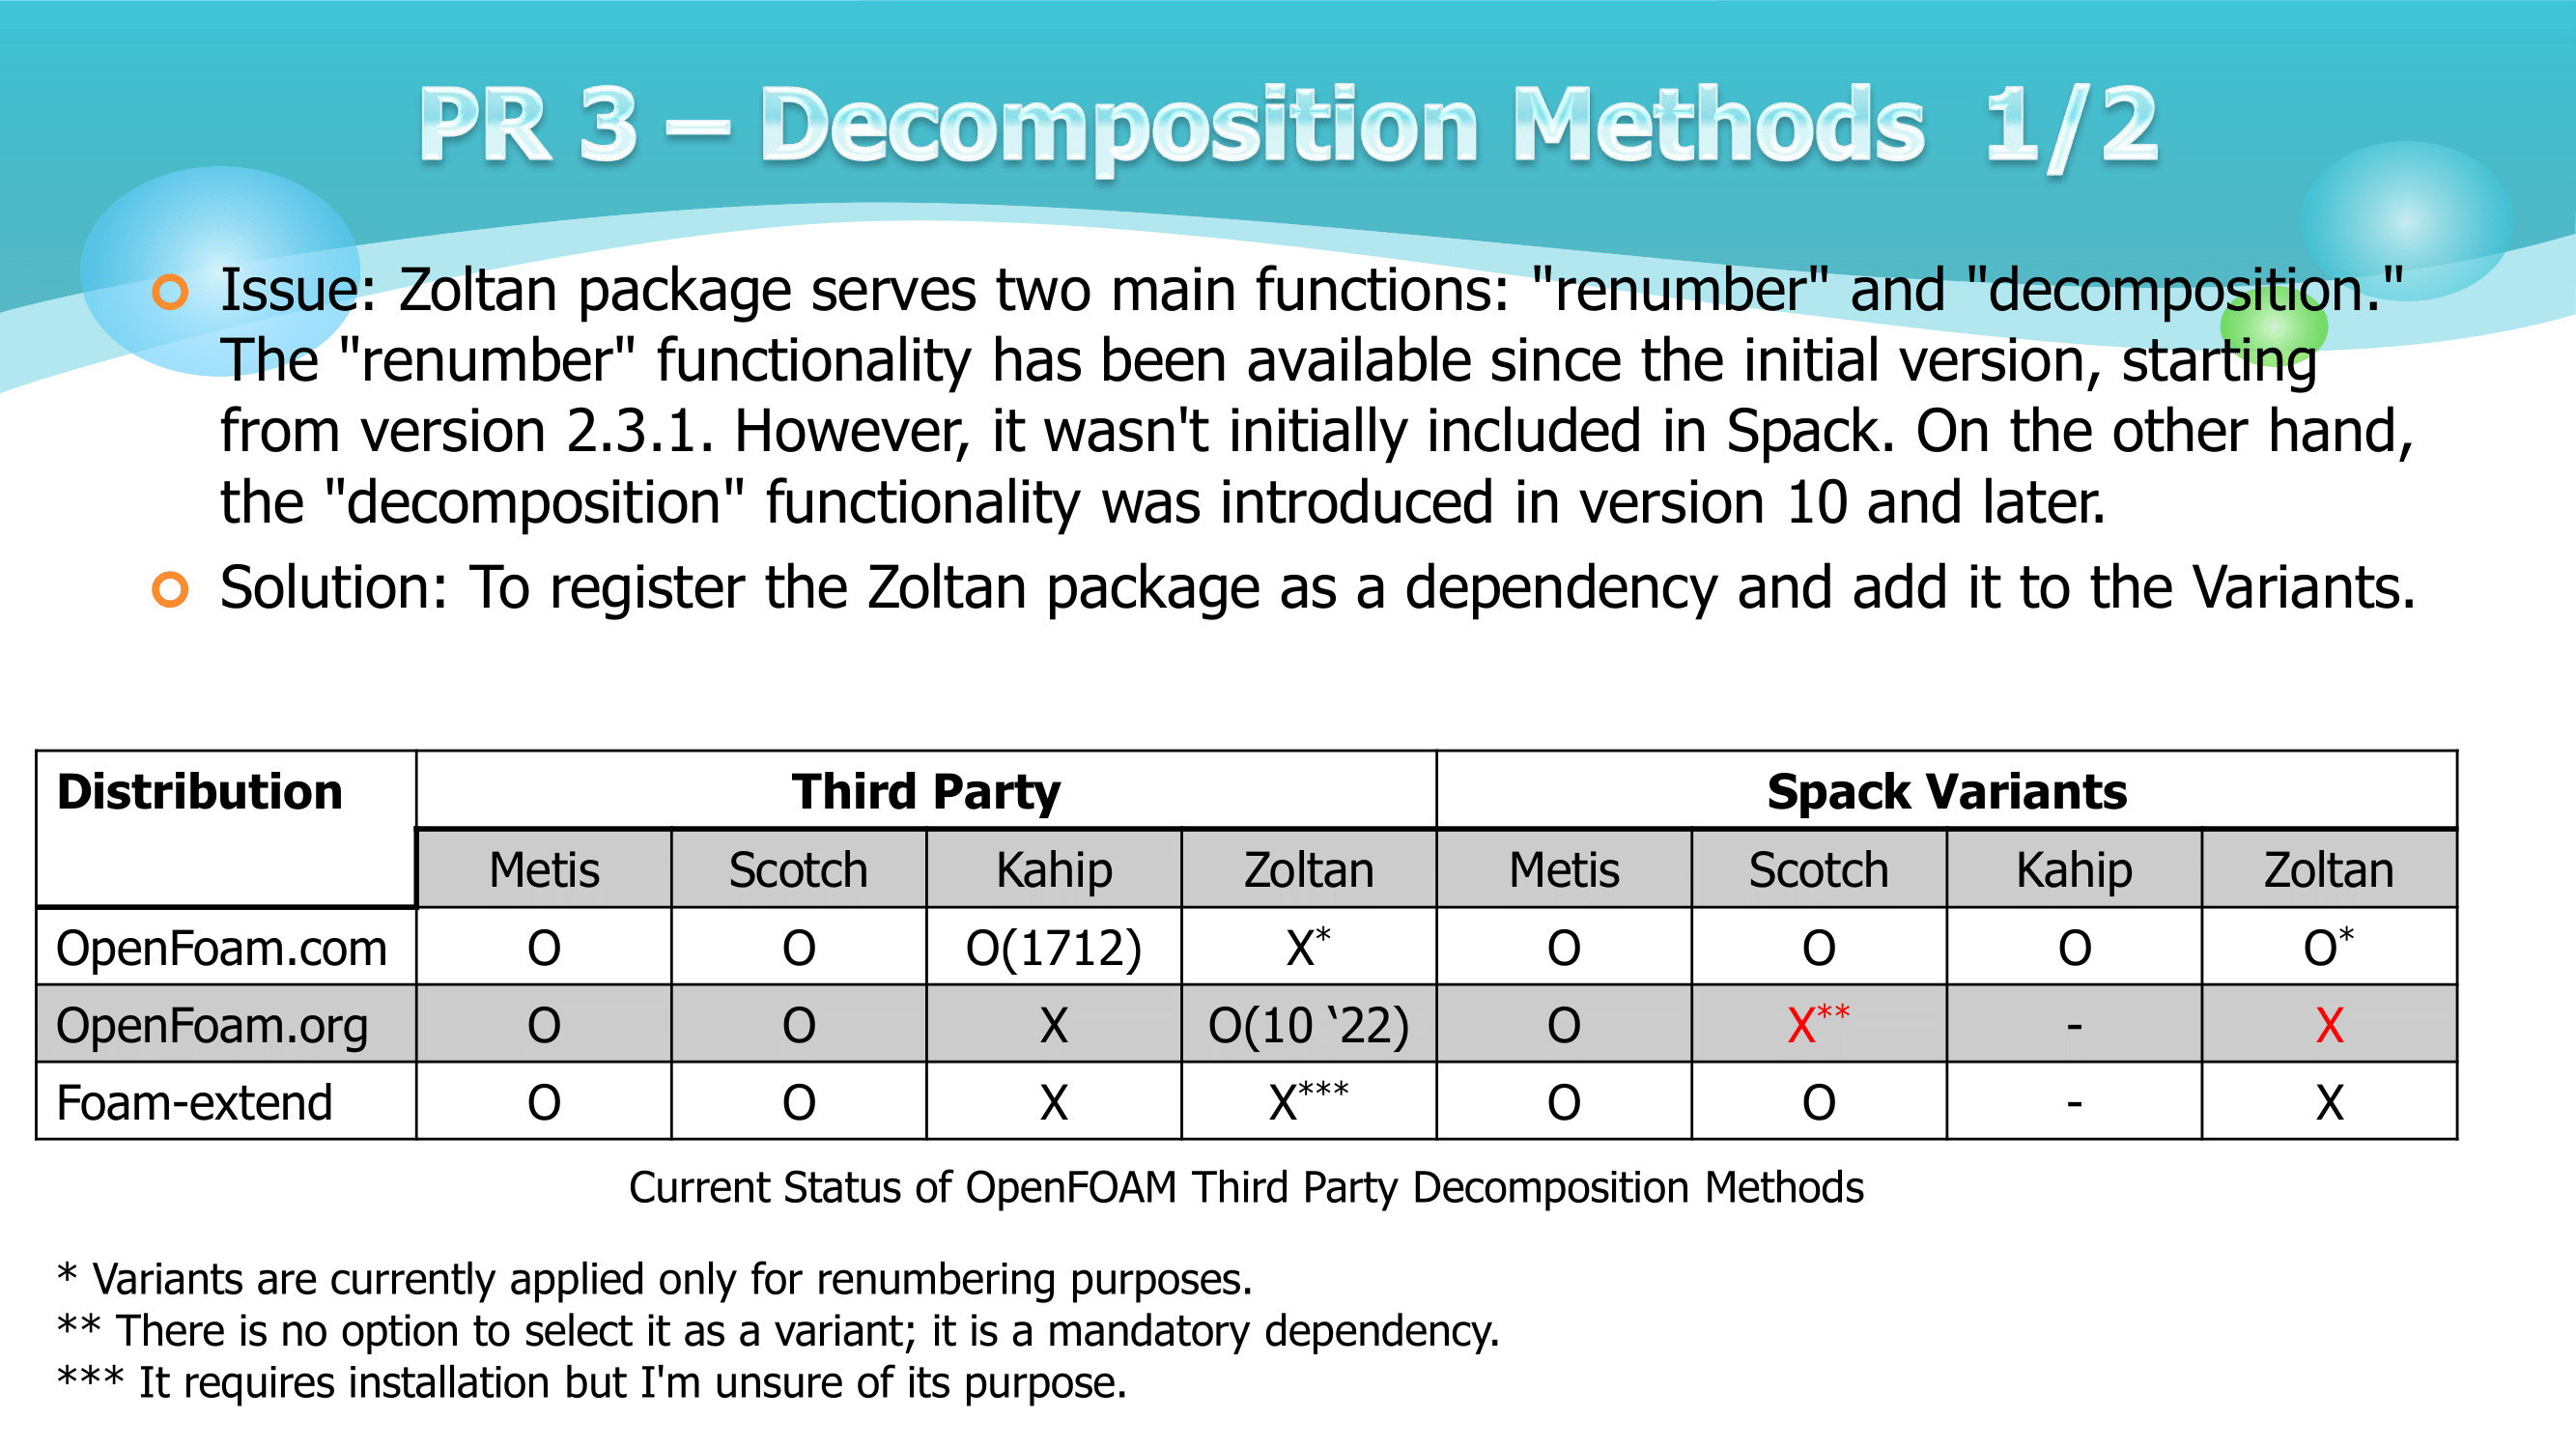 PR 3 – Decomposition Methods 1/2
Issue: Zoltan package serves two main functions: "renumber" and "decomposition."
The "renumber" functionality has been available since the initial version, starting
from version 2.3.1. However, it wasn't initially included in Spack. On the other hand,
the "decomposition" functionality was introduced in version 10 and later.
Solution: To register the Zoltan package as a dependency and add it to the Variants.
Distribution Third Party Spack Variants
Metis Scotch Kahip Zoltan Metis Scotch Kahip Zoltan
OpenFoam.com O O O(1712) X* O O O O*
OpenFoam.org O O X O(10 ‘22) O X** - X
Foam-extend O O X X*** O O - X
Current Status of OpenFOAM Third Party Decomposition Methods
* Variants are currently applied only for renumbering purposes.
** There is no option to select it as a variant; it is a mandatory dependency.
*** It requires installation but I'm unsure of its purpose.